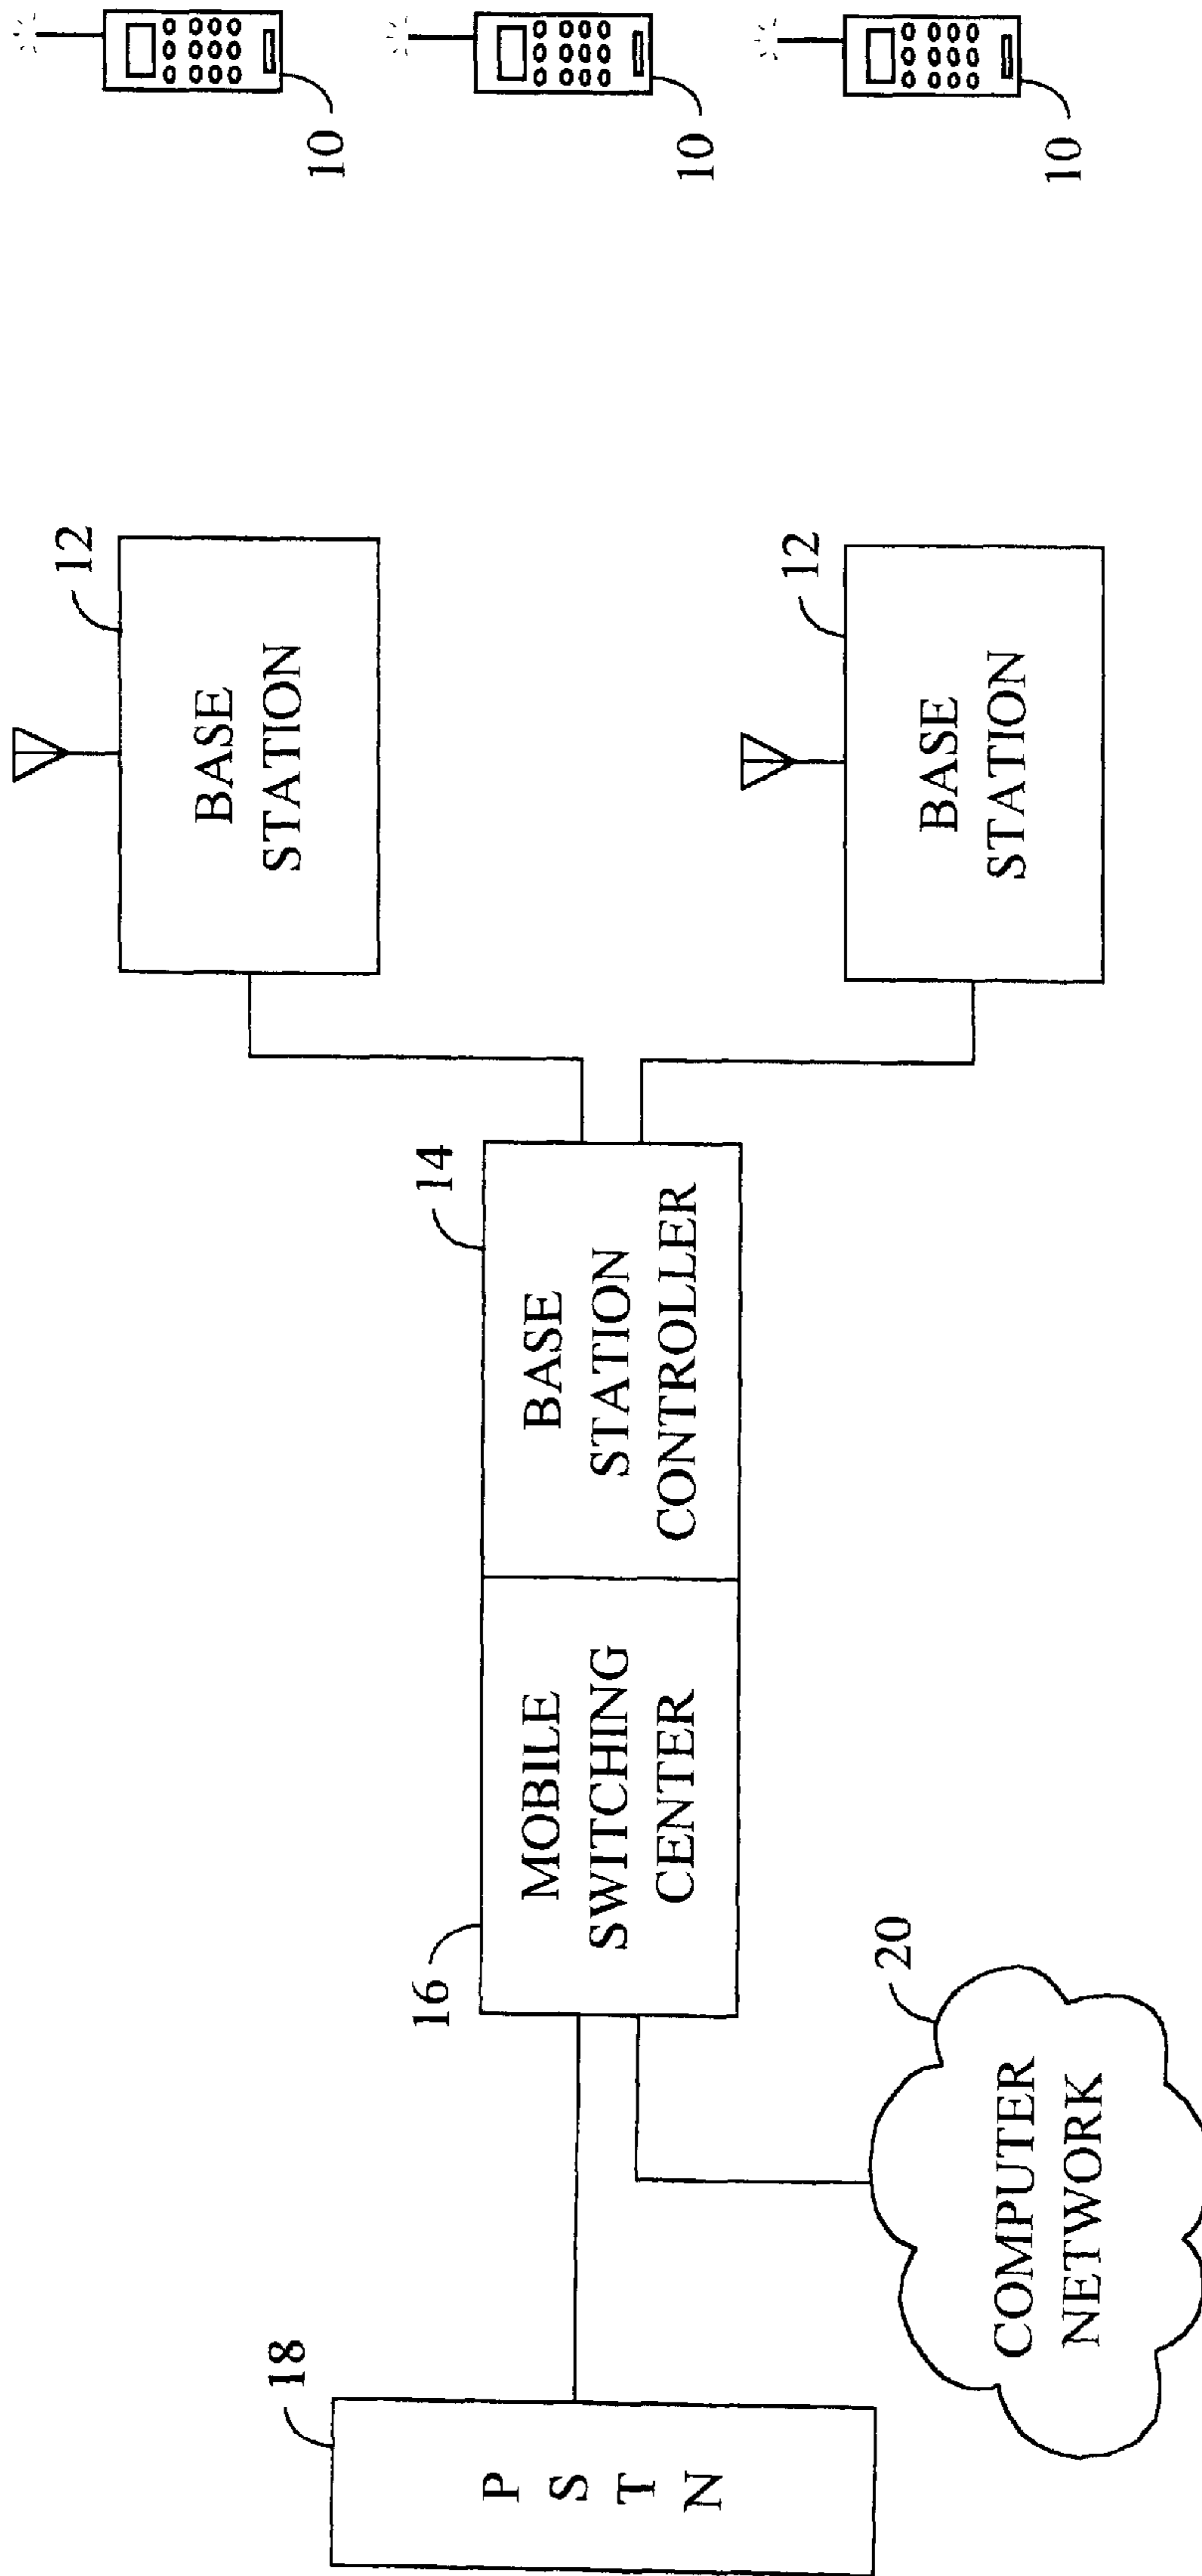 10
10
10
12
BASE
STATION
12
BASE
STATION
14
BASE
STATION
CONTROLLER
16
MOBILE
SWITCHING
CENTER
20
COMPUTER
NETWORK
18
P
S
T
N